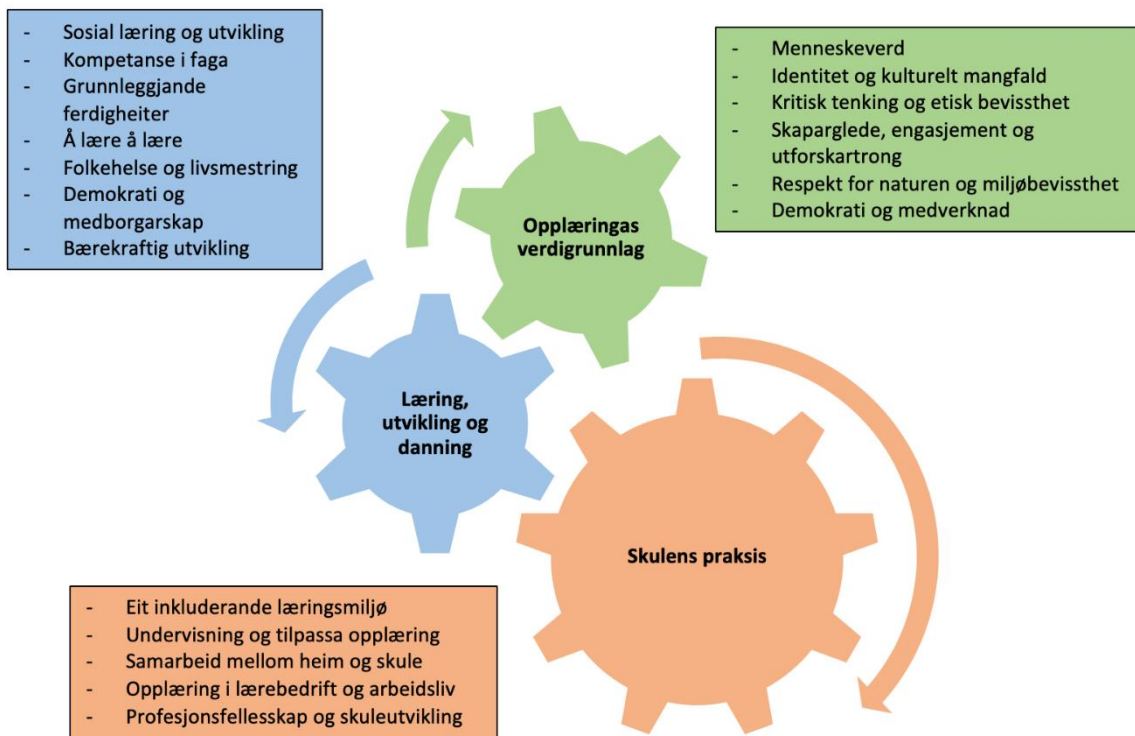 - Sosial læring og utvikling
- Kompetanse i faga
- Grunnleggjande
ferdigheiter
- Å lære å lære
- Folkehelse og livsmestring
- Demokrati og
medborgarskap
- Bærekraftig utvikling
- Menneskeverd
- Identitet og kulturelt mangfald
- Kritisk tenking og etisk bevissthet
- Skaparglede, engasjement og
utforskartrong
- Respekt for naturen og miljøbevissthet
- Demokrati og medverknad
Opplæringas
verdigrunnlag
Læring,
utvikling og
danning
Skulens praksis
- Eit inkluderande læringsmiljø
- Undervisning og tilpassa opplæring
- Samarbeid mellom heim og skule
- Opplæring i lærebedrift og arbeidsliv
- Profesjonsfellesskap og skuleutvikling